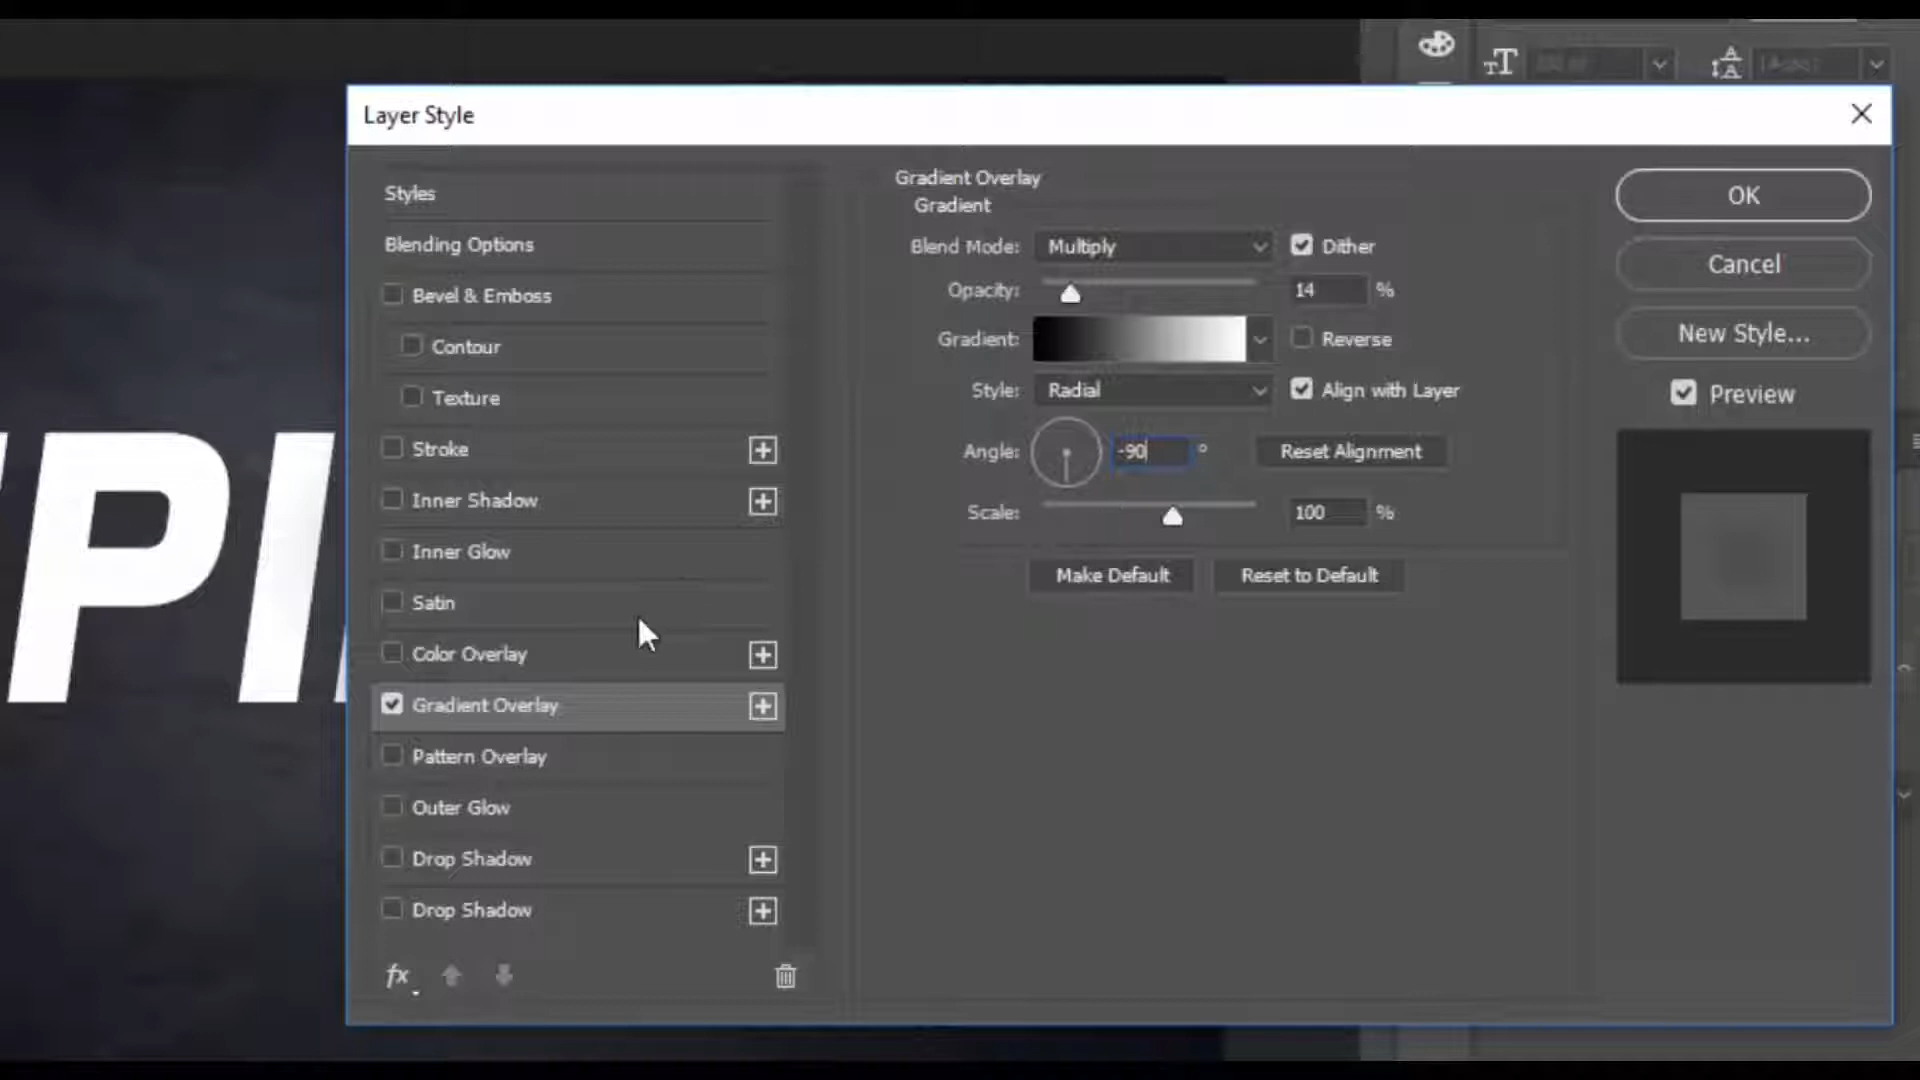 Layer Style
Styles
Blending Options
Bevel & Emboss
Contour
Texture
Stroke
Inner Shadow
Inner Glow
Satin
Color Overlay
Gradient Overlay
Pattern Overlay
Outer Glow
Drop Shadow
Drop Shadow
fx
Gradient Overlay
Gradient
Blend Mode: Multiply Dither
Opacity: 14 %
Gradient: Reverse
Style: Radial Align with Layer
Angle: -90 ° Reset Alignment
Scale: 100 %
Make Default Reset to Default
OK
Cancel
New Style...
Preview
PI